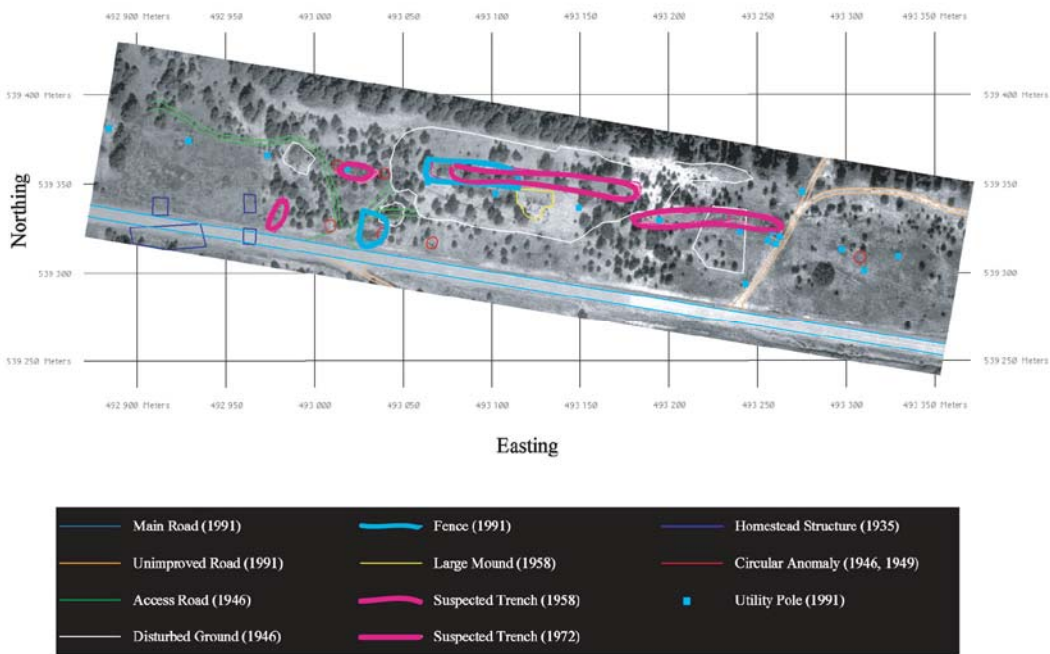 492 900 Meters 492 950 493 000 493 050 493 100 493 150 493 200 493 250 493 300 493 350 Meters
539 400 Meters 539 400 Meters
539 350 539 350
539 300 539 300
539 250 Meters 539 250 Meters
Northing
492 900 Meters 492 950 493 000 493 050 493 100 493 150 493 200 493 250 493 300 493 350 Meters
Easting
Main Road (1991) Fence (1991) Homestead Structure (1935)
Unimproved Road (1991) Large Mound (1958) Circular Anomaly (1946, 1949)
Access Road (1946) Suspected Trench (1958) Utility Pole (1991)
Disturbed Ground (1946) Suspected Trench (1972)